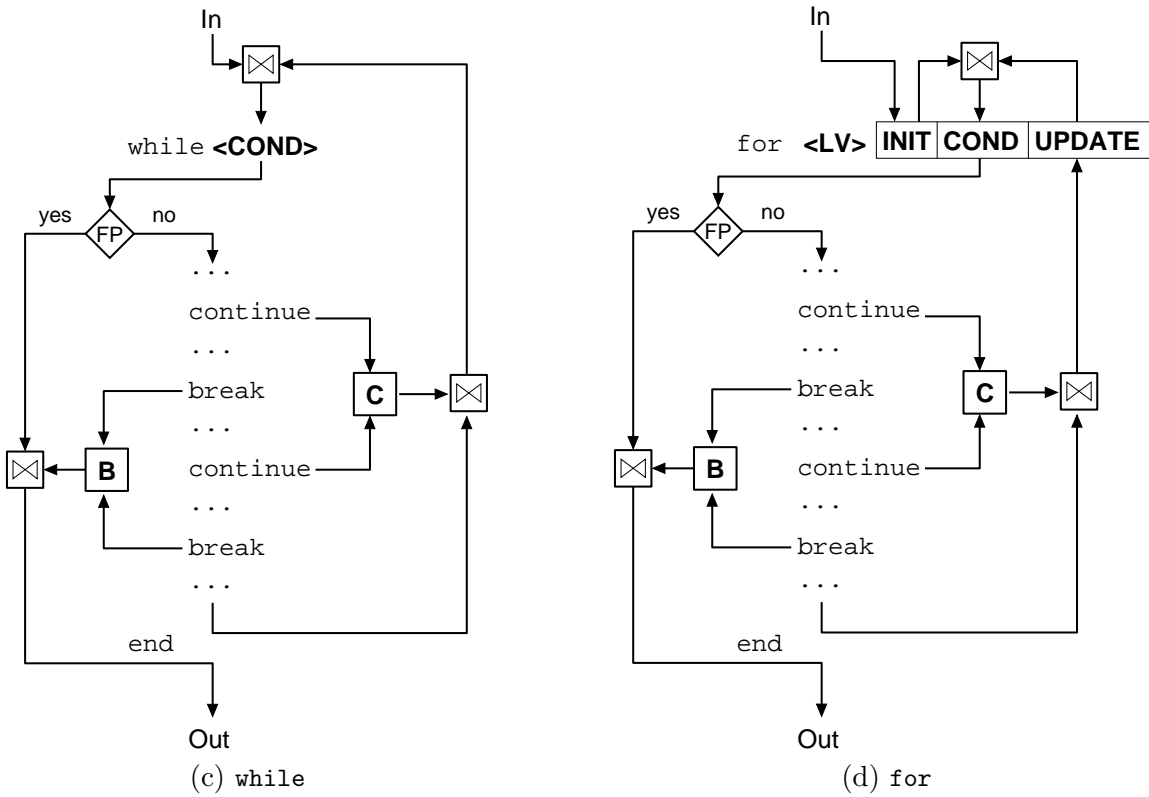 In
while <COND>
yes
FP
no
...
continue
...
break
C
...
B
continue
...
break
...
end
Out
(c) while
In
for <LV> INIT COND UPDATE
yes
FP
no
...
continue
...
break
C
...
B
continue
...
break
...
end
Out
(d) for